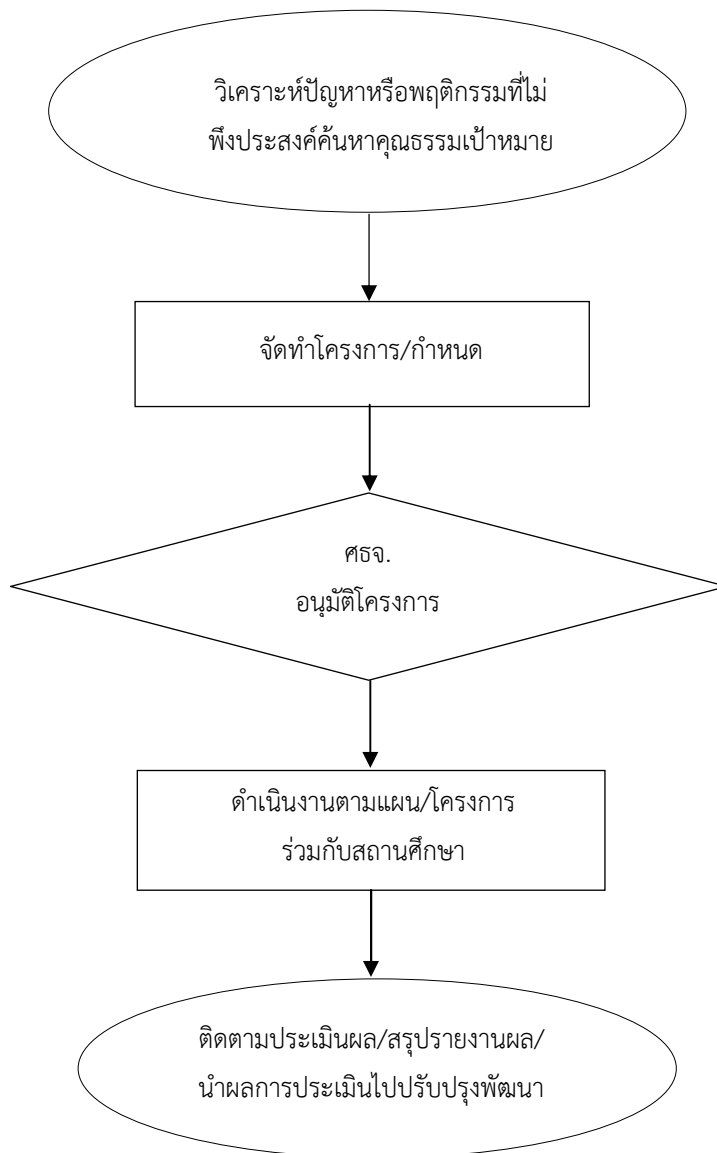 วิเคราะห์ปัญหาหรือพฤติกรรมที่ไม่
พึงประสงค์ค้นหาคุณธรรมเป้าหมาย
จัดทำโครงการ/กำหนด
ศธจ.
อนุมัติโครงการ
ดำเนินงานตามแผน/โครงการ
ร่วมกับสถานศึกษา
ติดตามประเมินผล/สรุปรายงานผล/
นำผลการประเมินไปปรับปรุงพัฒนา